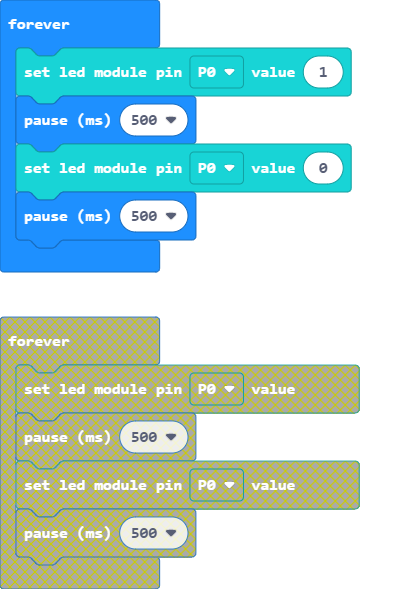 forever
set led module pin P0 value 1
pause (ms) 500
set led module pin P0 value 0
pause (ms) 500
forever
set led module pin P0 value
pause (ms) 500
set led module pin P0 value
pause (ms) 500